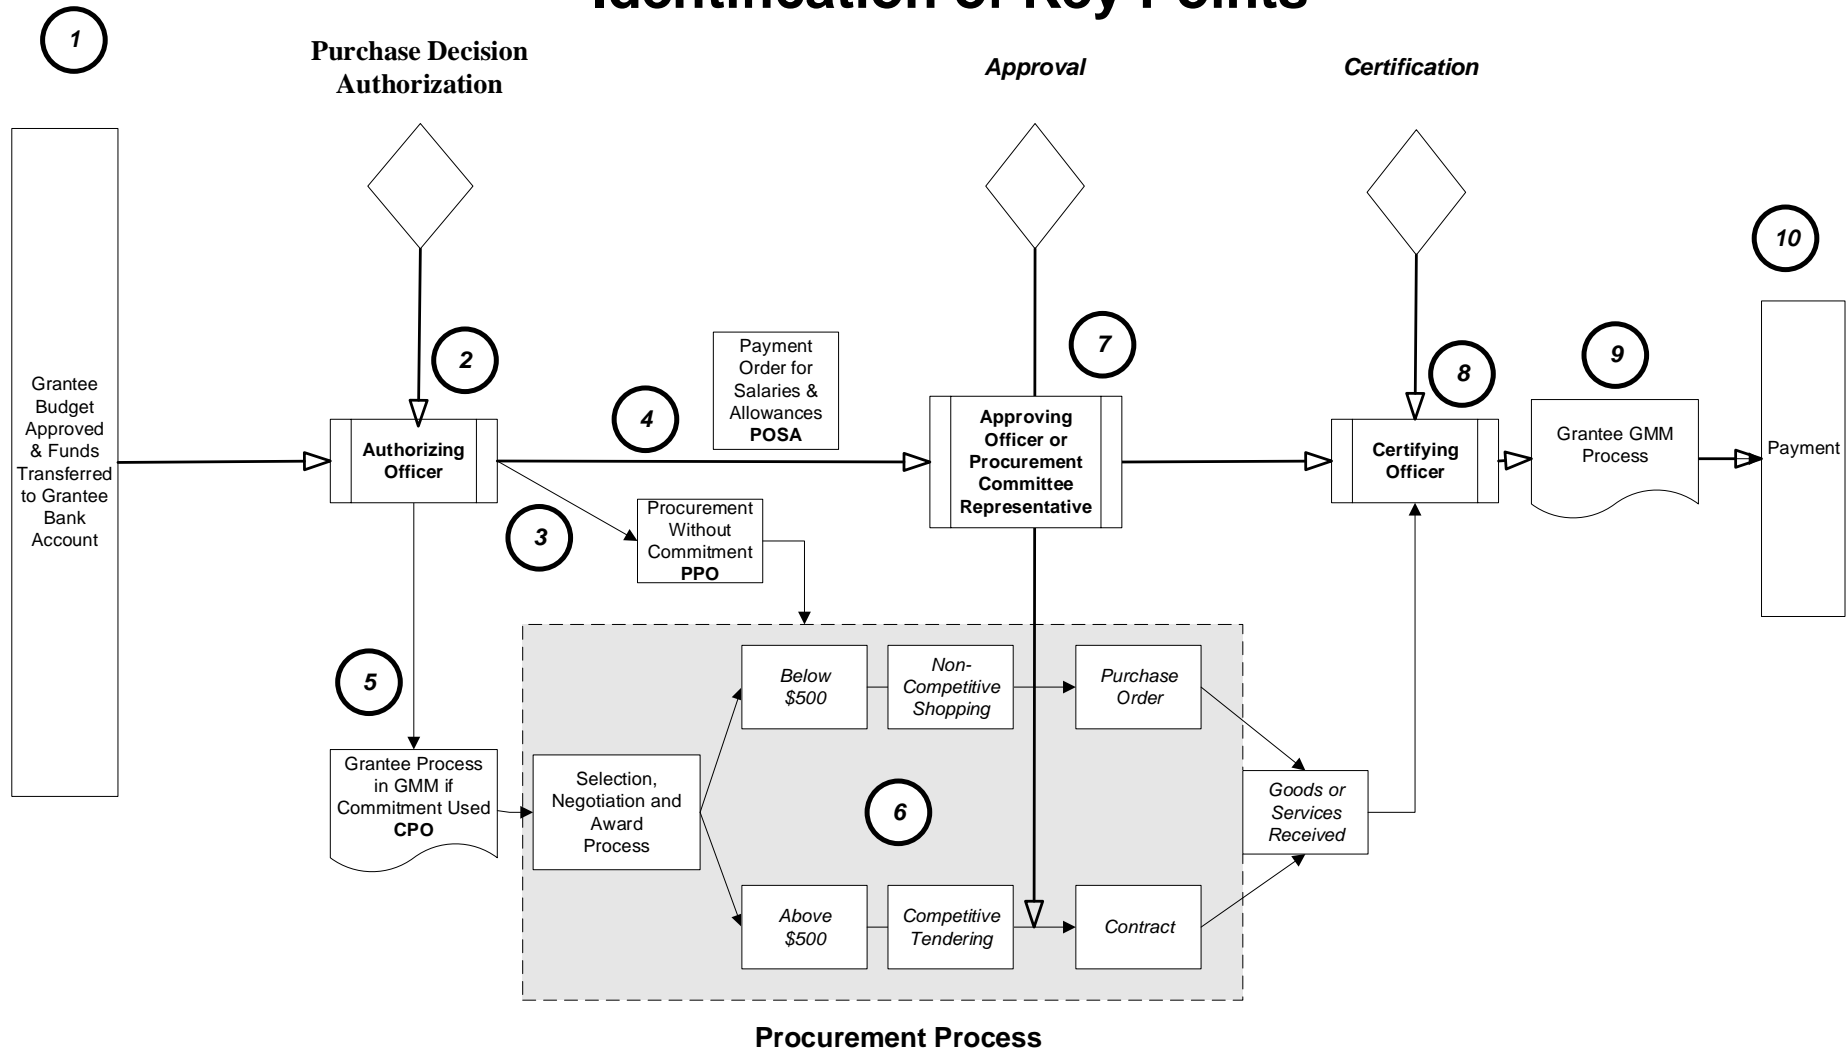 Identification of Key Points
1
Purchase Decision
Authorization
Approval
Certification
10
2
7
8
9
4
Payment
Order for
Salaries &
Allowances
POSA
Grantee
Budget
Approved
& Funds
Transferred
to Grantee
Bank
Account
Authorizing
Officer
Approving
Officer or
Procurement
Committee
Representative
Certifying
Officer
Grantee GMM
Process
Payment
3
Procurement
Without
Commitment
PPO
5
Below
$500
Non-
Competitive
Shopping
Purchase
Order
Grantee Process
in GMM if
Commitment Used
CPO
Selection,
Negotiation and
Award
Process
6
Goods or
Services
Received
Above
$500
Competitive
Tendering
Contract
Procurement Process